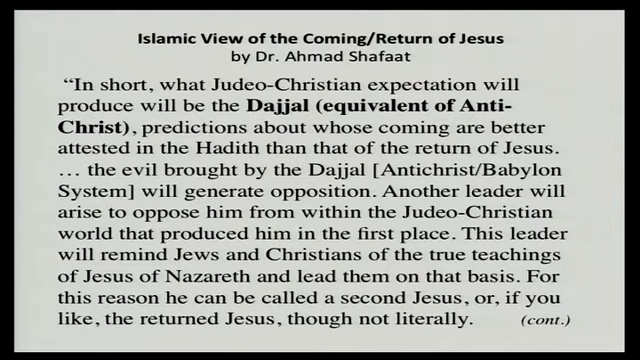 Islamic View of the Coming/Return of Jesus
by Dr. Ahmad Shafaat
“In short, what Judeo-Christian expectation will
produce will be the Dajjal (equivalent of Anti-
Christ), predictions about whose coming are better
attested in the Hadith than that of the return of Jesus.
… the evil brought by the Dajjal [Antichrist/Babylon
System] will generate opposition. Another leader will
arise to oppose him from within the Judeo-Christian
world that produced him in the first place. This leader
will remind Jews and Christians of the true teachings
of Jesus of Nazareth and lead them on that basis. For
this reason he can be called a second Jesus, or, if you
like, the returned Jesus, though not literally. (cont.)